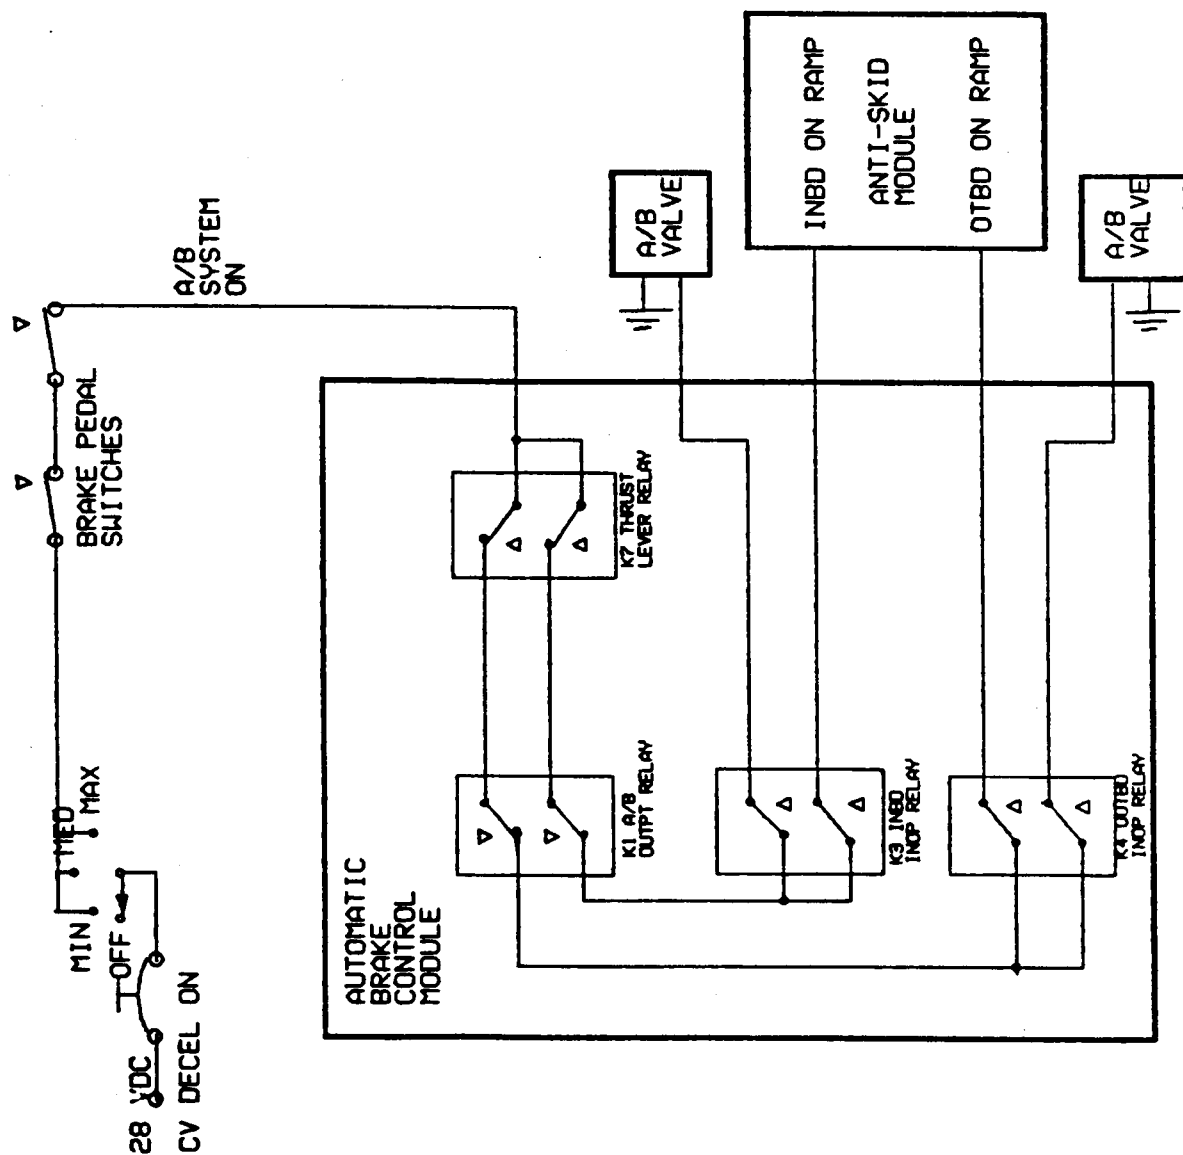 28 VDC
CV DECEL ON
OFF
MIN
MED
MAX
BRAKE PEDAL
SWITCHES
A/B
SYSTEM
ON
AUTOMATIC
BRAKE
CONTROL
MODULE
K1 A/B
OUTPT RELAY
K7 THRUST
LEVER RELAY
K3 INBD
INOP RELAY
K4 OUTBD
INOP RELAY
A/B
VALVE
INBD ON RAMP
ANTI-SKID
MODULE
OTBD ON RAMP
A/B
VALVE